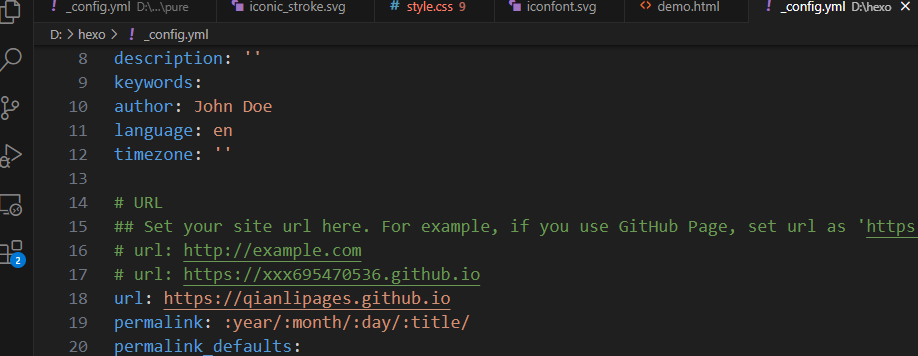 _config.yml D:\...\pure iconic_stroke.svg style.css 9 iconfont.svg demo.html _config.yml D:\hexo
D: > hexo > _config.yml
8 description: ''
9 keywords:
10 author: John Doe
11 language: en
12 timezone: ''
13
14 # URL
15 ## Set your site url here. For example, if you use GitHub Page, set url as 'https
16 # url: http://example.com
17 # url: https://xxx695470536.github.io
18 url: https://qianlipages.github.io
19 permalink: :year/:month/:day/:title/
20 permalink_defaults:
2